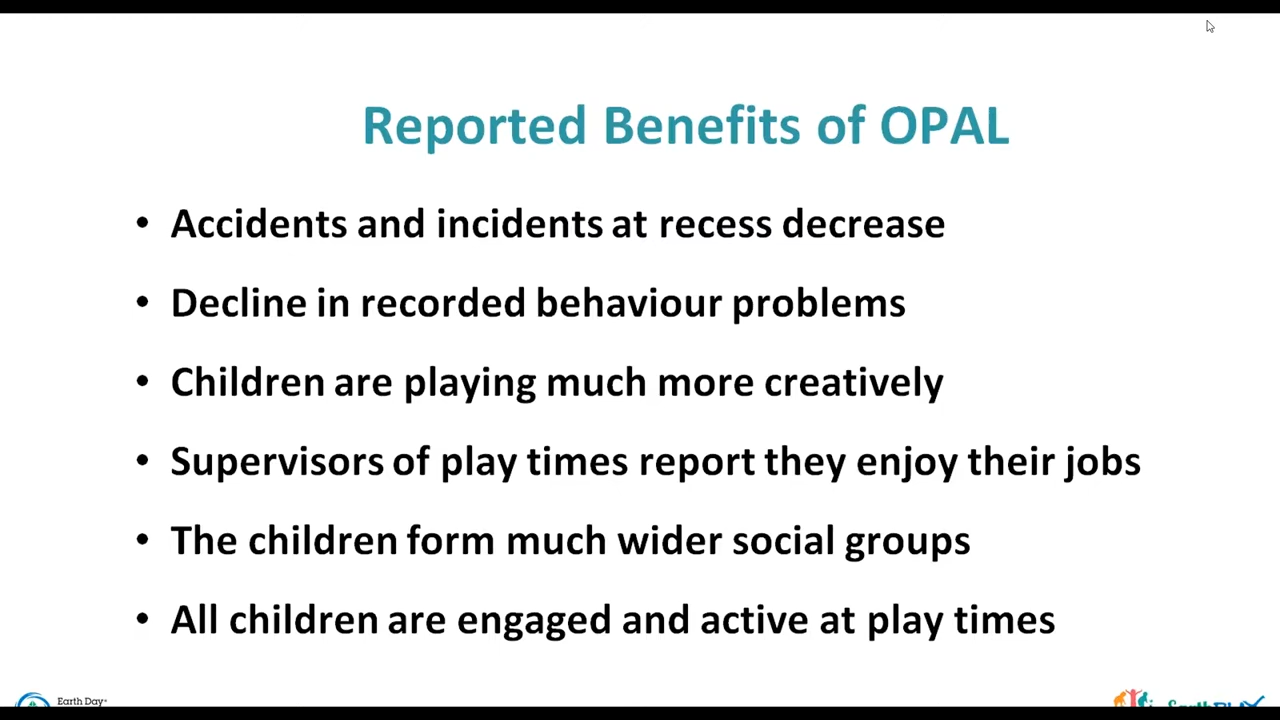 Reported Benefits of OPAL
• Accidents and incidents at recess decrease
• Decline in recorded behaviour problems
• Children are playing much more creatively
• Supervisors of play times report they enjoy their jobs
• The children form much wider social groups
• All children are engaged and active at play times
Earth Day